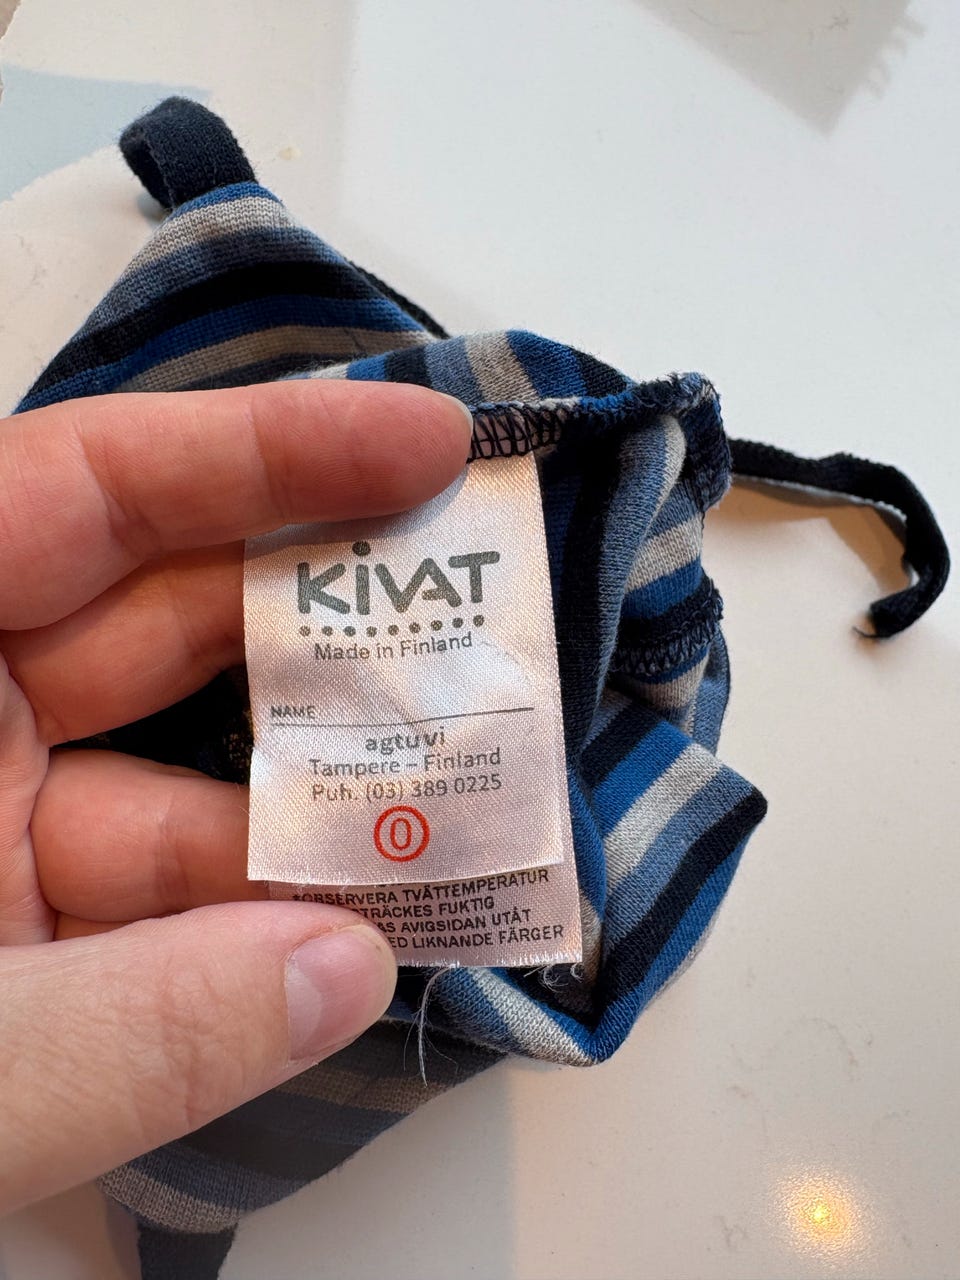 KIVAT
Made in Finland
NAME
agtuvi
Tampere – Finland
Puh. (03) 389 0225
0
*OBSERVERA TVÄTTEMPERATUR
STRÄCKES FUKTIG
AVIGSIDAN UTÅT
LIKNANDE FÄRGER